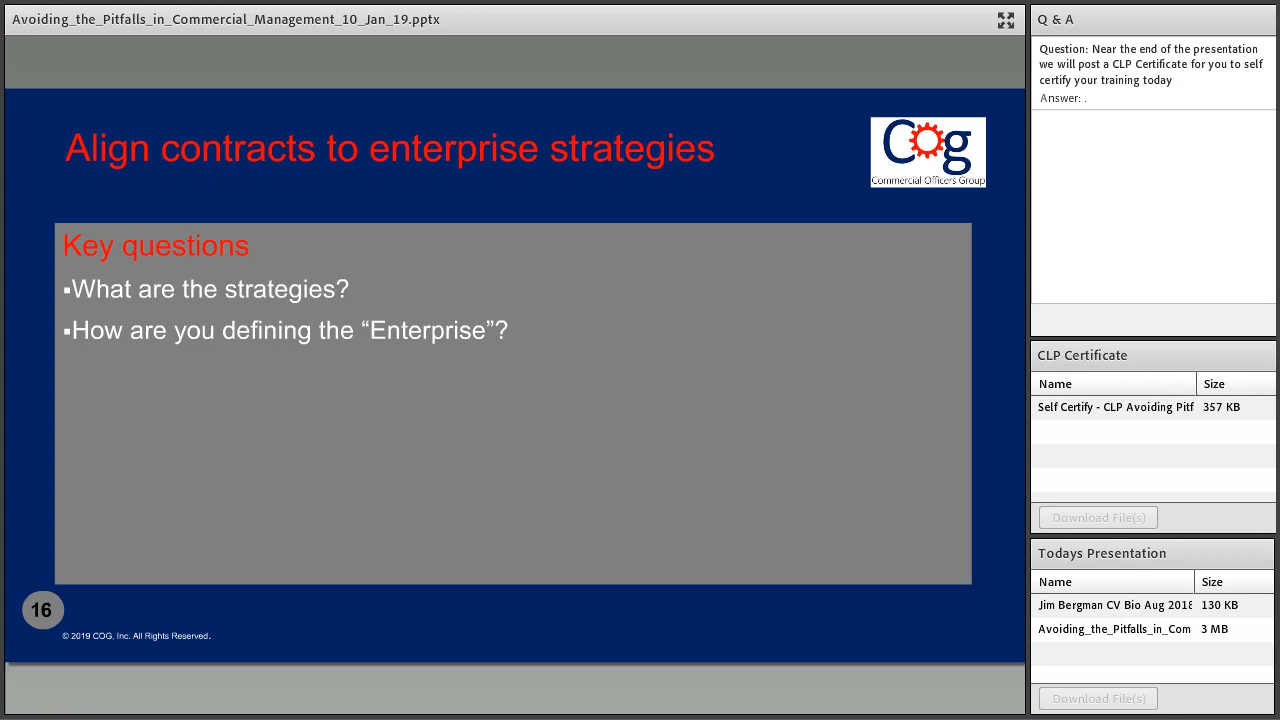 Avoiding_the_Pitfalls_in_Commercial_Management_10_Jan_19.pptx
Align contracts to enterprise strategies
Cog
Commercial Officers Group
Key questions
▪What are the strategies?
▪How are you defining the “Enterprise”?
16
© 2019 COG, Inc. All Rights Reserved.
Q & A
Question: Near the end of the presentation
we will post a CLP Certificate for you to self
certify your training today
Answer: .
CLP Certificate
Name Size
Self Certify - CLP Avoiding Pitf 357 KB
Download File(s)
Todays Presentation
Name Size
Jim Bergman CV Bio Aug 2018 130 KB
Avoiding_the_Pitfalls_in_Com 3 MB
Download File(s)